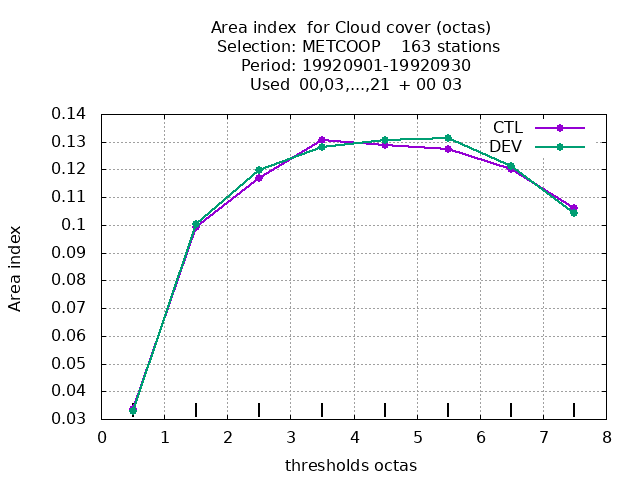 Area index  for Cloud cover (octas)
Selection: METCOOP    163 stations
Period: 19920901-19920930
Used  00,03,...,21  + 00 03
CTL
DEV
0.14
0.13
0.12
0.11
0.1
0.09
0.08
0.07
0.06
0.05
0.04
0.03
Area index
0 1 2 3 4 5 6 7 8
thresholds octas